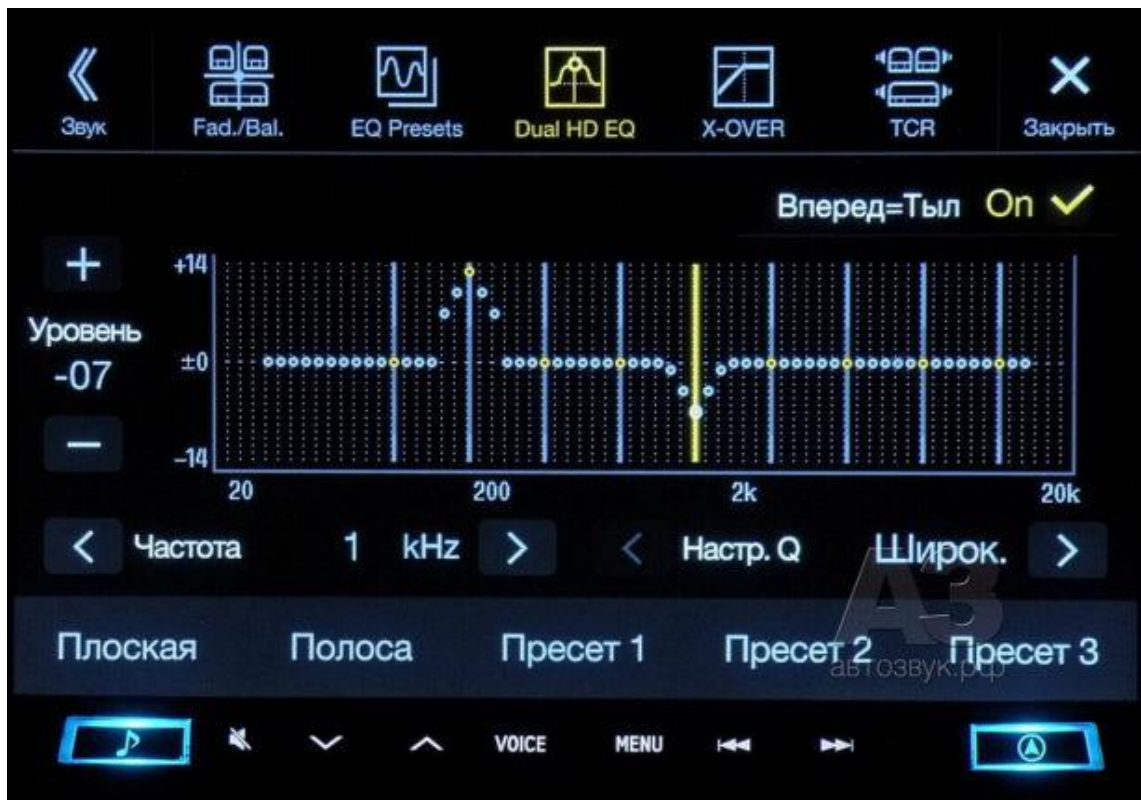 Звук
Fad./Bal.
EQ Presets
Dual HD EQ
X-OVER
TCR
Закрыть
Вперед=Тыл On
+14
Уровень
-07
±0
-14
20 200 2k 20k
Частота 1 kHz Настр. Q Широк.
Плоская Полоса Пресет 1 Пресет 2 Пресет 3
АЗ
автозвук.рф
VOICE MENU